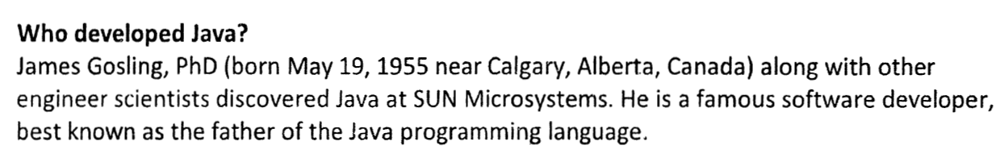 Who developed Java?
James Gosling, PhD (born May 19, 1955 near Calgary, Alberta, Canada) along with other
engineer scientists discovered Java at SUN Microsystems. He is a famous software developer,
best known as the father of the Java programming language.